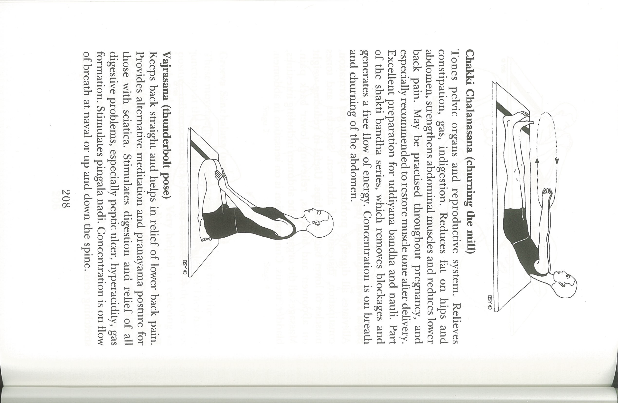 Chakki Chalanasana (churning the mill)
Tones pelvic organs and reproductive system. Relieves
constipation, gas, indigestion. Reduces fat on hips and
abdomen, strengthens abdominal muscles and reduces lower
back pain. May be practised throughout pregnancy, and
especially recommended to restore muscle tone after delivery.
Excellent preparation for uddiyana bandha and nauli. Part
of the shakti bandha series, which removes blockages and
generates a free flow of energy. Concentration is on breath
and churning of the abdomen.
Vajrasana (thunderbolt pose)
Keeps back straight and helps in relief of lower back pain.
Provides alternative meditation and pranayama posture for
those with sciatica. Stimulates digestion and relief of all
digestive problems, especially peptic ulcer, hyperacidity, gas
formation. Stimulates pingala nadi. Concentration is on flow
of breath at naval or up and down the spine.
208